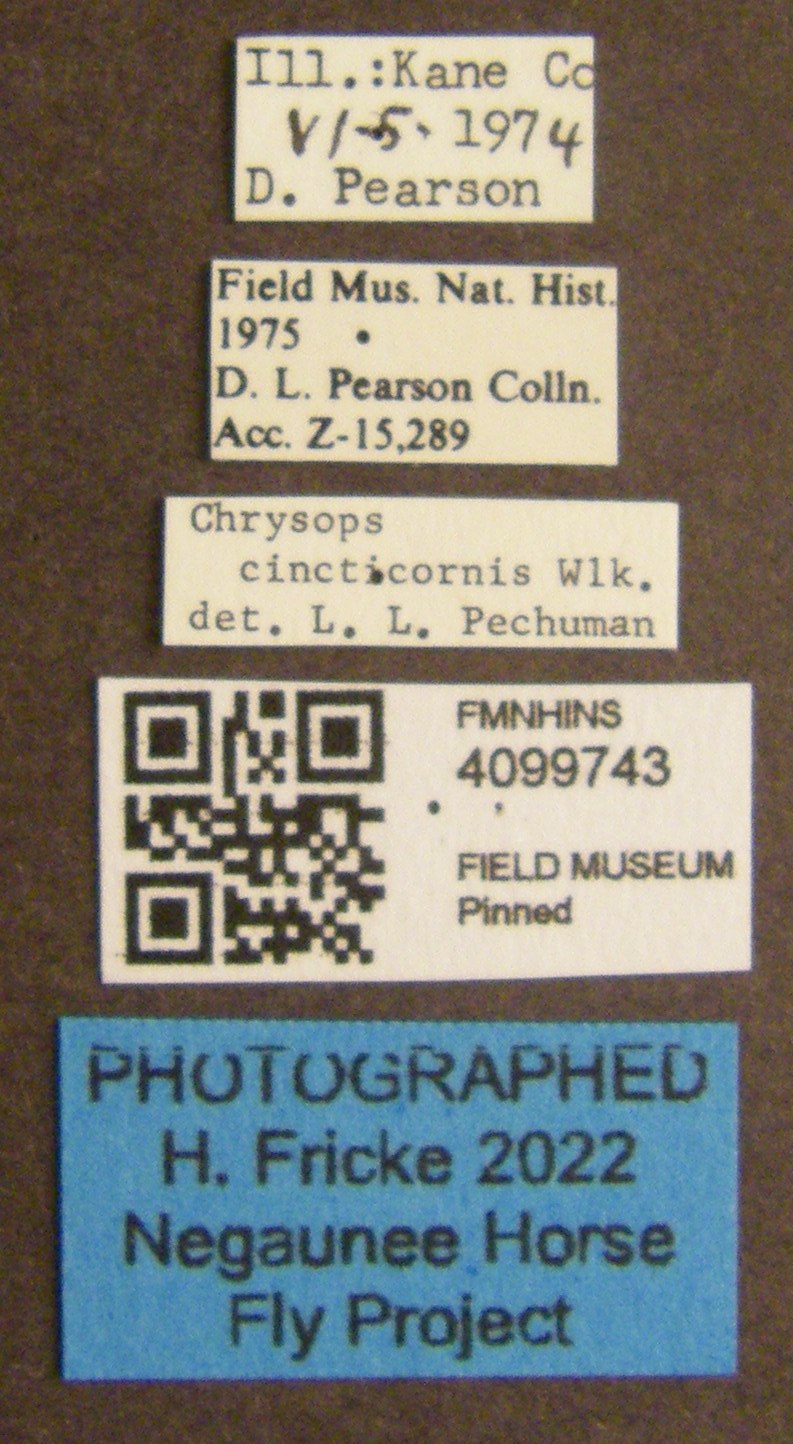 Ill.:Kane Co
VI-5. 1974
D. Pearson
Field Mus. Nat. Hist.
1975
D. L. Pearson Colln.
Acc. Z-15,289
Chrysops
cincticornis Wlk.
det. L. L. Pechuman
FMNHINS
4099743
FIELD MUSEUM
Pinned
PHOTOGRAPHED
H. Fricke 2022
Negaunee Horse
Fly Project